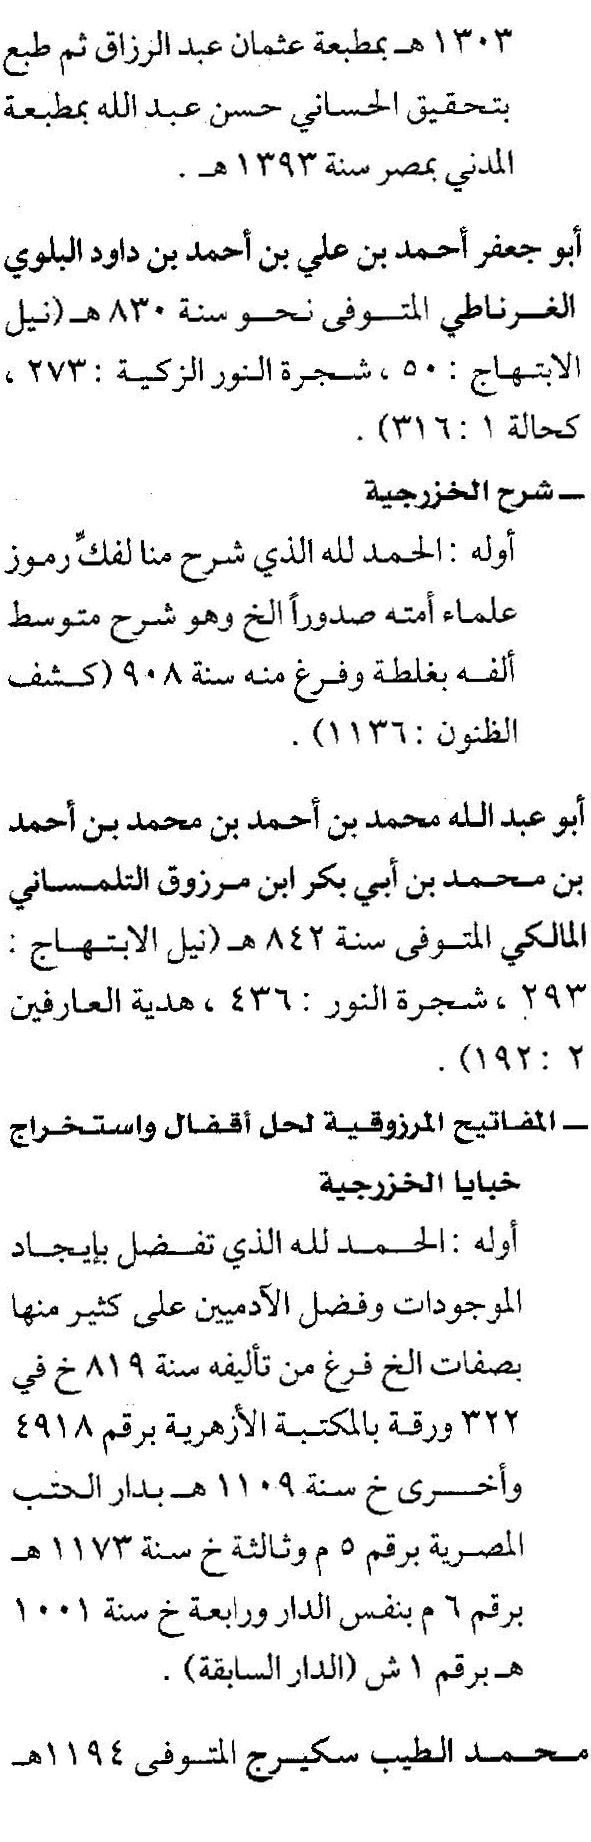 ١٣٠٣ هـ بمطبعة عثمان عبد الرزاق ثم طبع
بتحقيق الحساني حسن عبد الله بمطبعة
المدني بمصر سنة ١٣٩٣ هـ .
أبو جعفر أحمد بن علي بن أحمد بن داود البلوي
الغرناطي المتوفى نحو سنة ٨٣٠ هـ (نيل
الابتهاج : ٥٠ ، شجرة النور الزكية : ٢٧٣ ،
كحالة ١ : ٣١٦) .
ــ شرح الخزرجية
أوله : الحمد لله الذي شرح منا لفكِّ رموز
علماء أمته صدوراً الخ وهو شرح متوسط
ألفه بغلطة وفرغ منه سنة ٩٠٨ (كشف
الظنون : ١١٣٦) .
أبو عبد الله محمد بن أحمد بن محمد بن أحمد
بن محمد بن أبي بكر ابن مرزوق التلمساني
المالكي المتوفى سنة ٨٤٢ هـ (نيل الابتهاج :
٢٩٣ ، شجرة النور : ٤٣٦ ، هدية العارفين
٢ : ١٩٢) .
ــ المفاتيح المرزوقية لحل أقفال واستخراج
خبايا الخزرجية
أوله : الحمد لله الذي تفضل بإيجاد
الموجودات وفضل الآدميين على كثير منها
بصفات الخ فرغ من تأليفه سنة ٨١٩ خ في
٣٢٢ ورقة بالمكتبة الأزهرية برقم ٤٩١٨
وأخرى خ سنة ١١٠٩ هـ بدار الحتب
المصرية برقم ٥ م وثالثة خ سنة ١١٧٣ هـ
برقم ٦ م بنفس الدار ورابعة خ سنة ١٠٠١
هـ برقم ١ ش (الدار السابقة) .
محمد الطيب سكيرج المتوفى ١١٩٤هـ